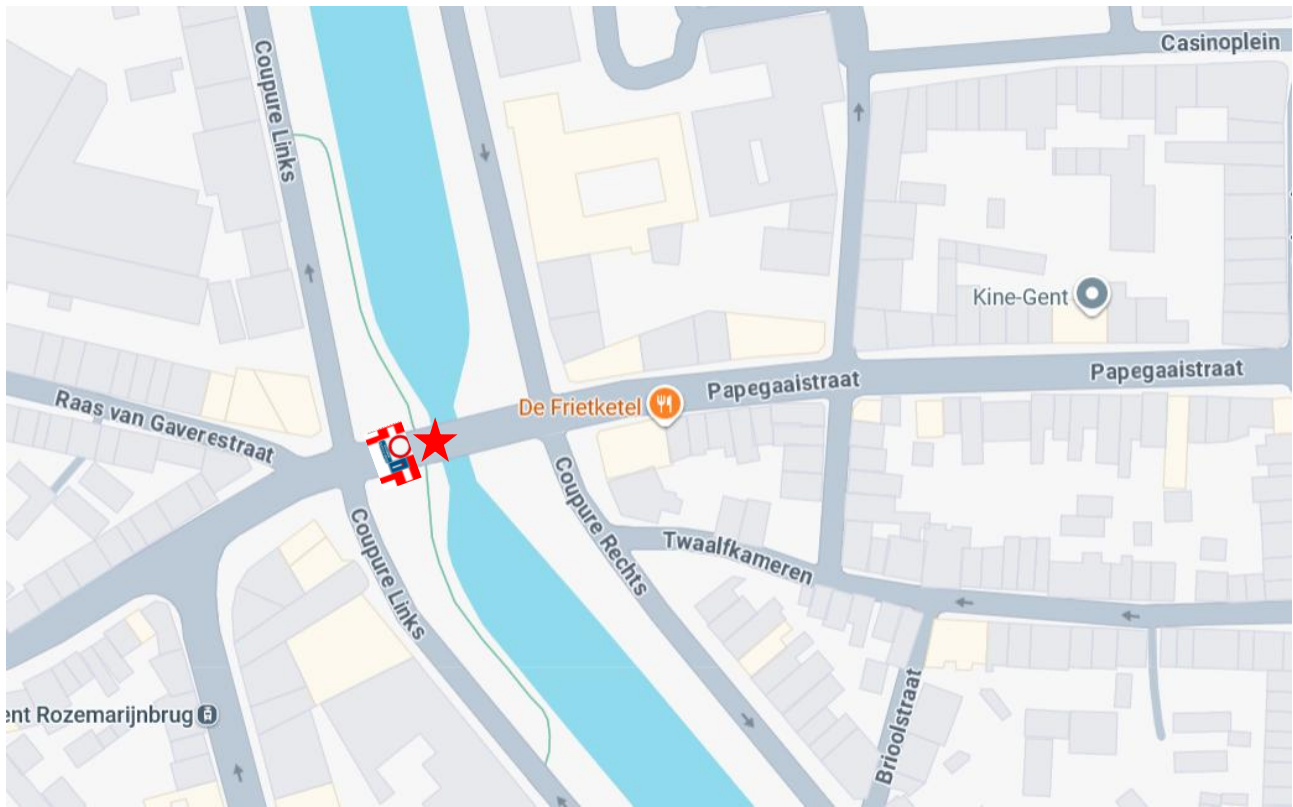 Casinoplein
Coupure Links
Kine-Gent
Papegaaistraat
Papegaaistraat
De Frietketel
Raas van Gaverestraat
Coupure Rechts
Twaalfkameren
Coupure Links
ent Rozemarijnbrug
Brioolstraat